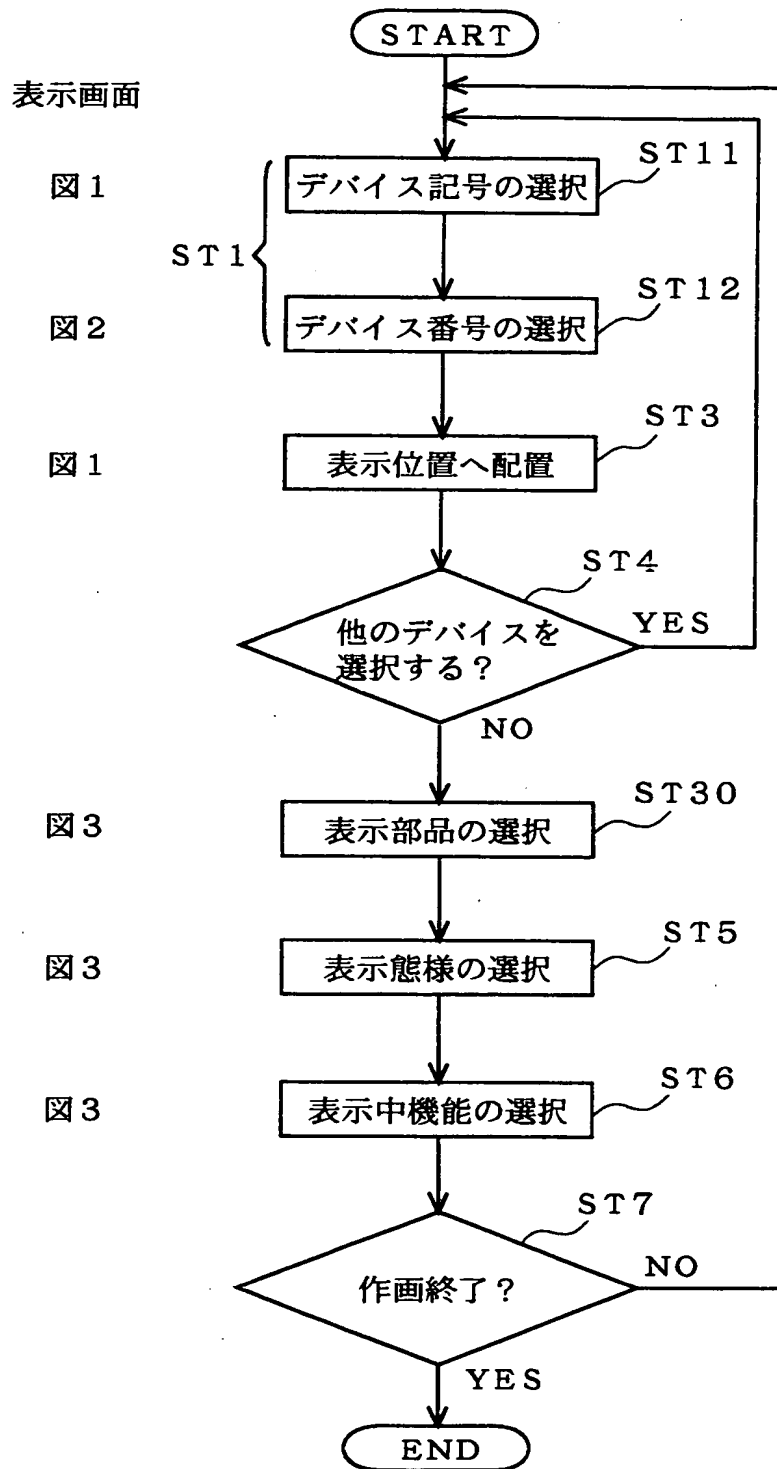 START
表示画面
図1
デバイス記号の選択
ST11
ST1
図2
デバイス番号の選択
ST12
図1
表示位置へ配置
ST3
ST4
他のデバイスを
選択する?
YES
NO
図3
表示部品の選択
ST30
図3
表示態様の選択
ST5
図3
表示中機能の選択
ST6
ST7
作画終了?
NO
YES
END